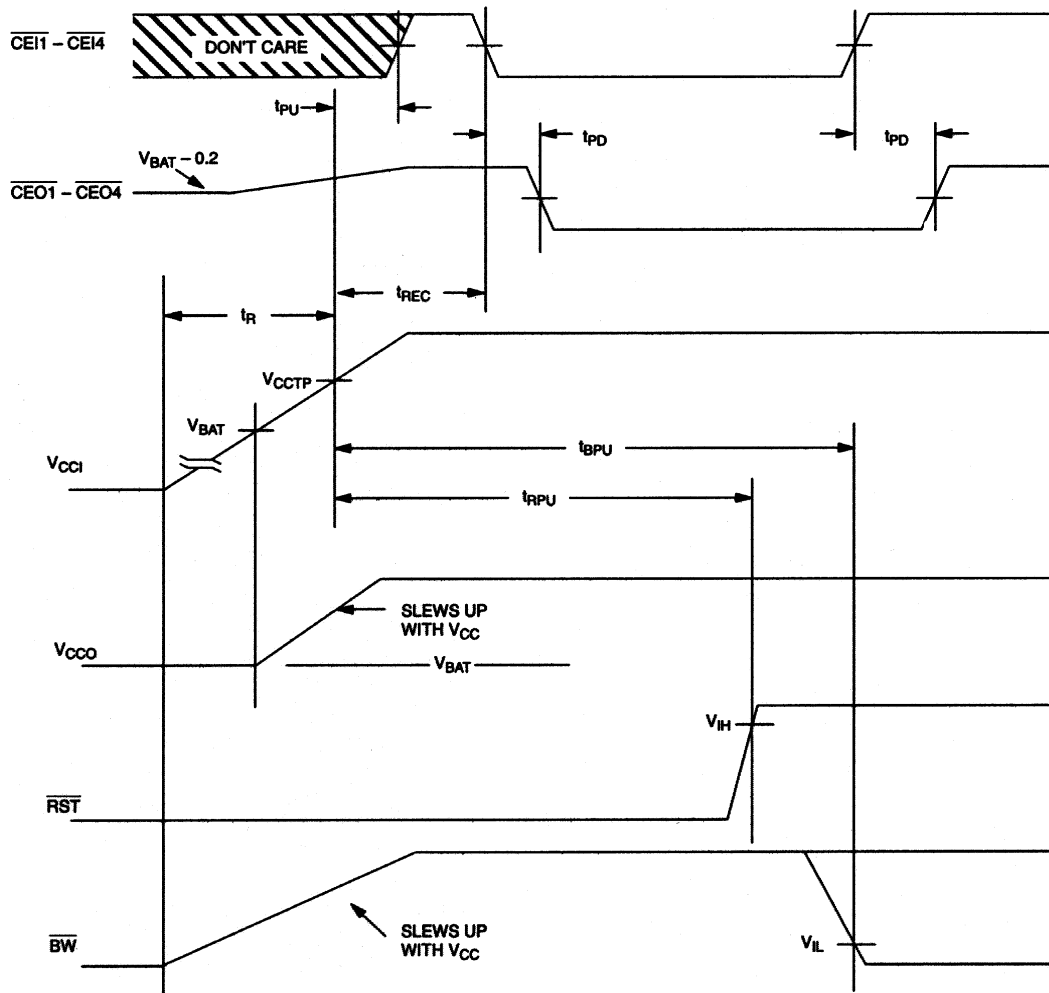 CEI1 – CEI4
DON'T CARE
tPU
tPD
tPD
VBAT – 0.2
CEO1 – CEO4
tREC
tR
VCCTP
VBAT
tBPU
VCCI
tRPU
SLEWS UP
WITH VCC
VCCO
VBAT
VIH
RST
SLEWS UP
WITH VCC
BW
VIL